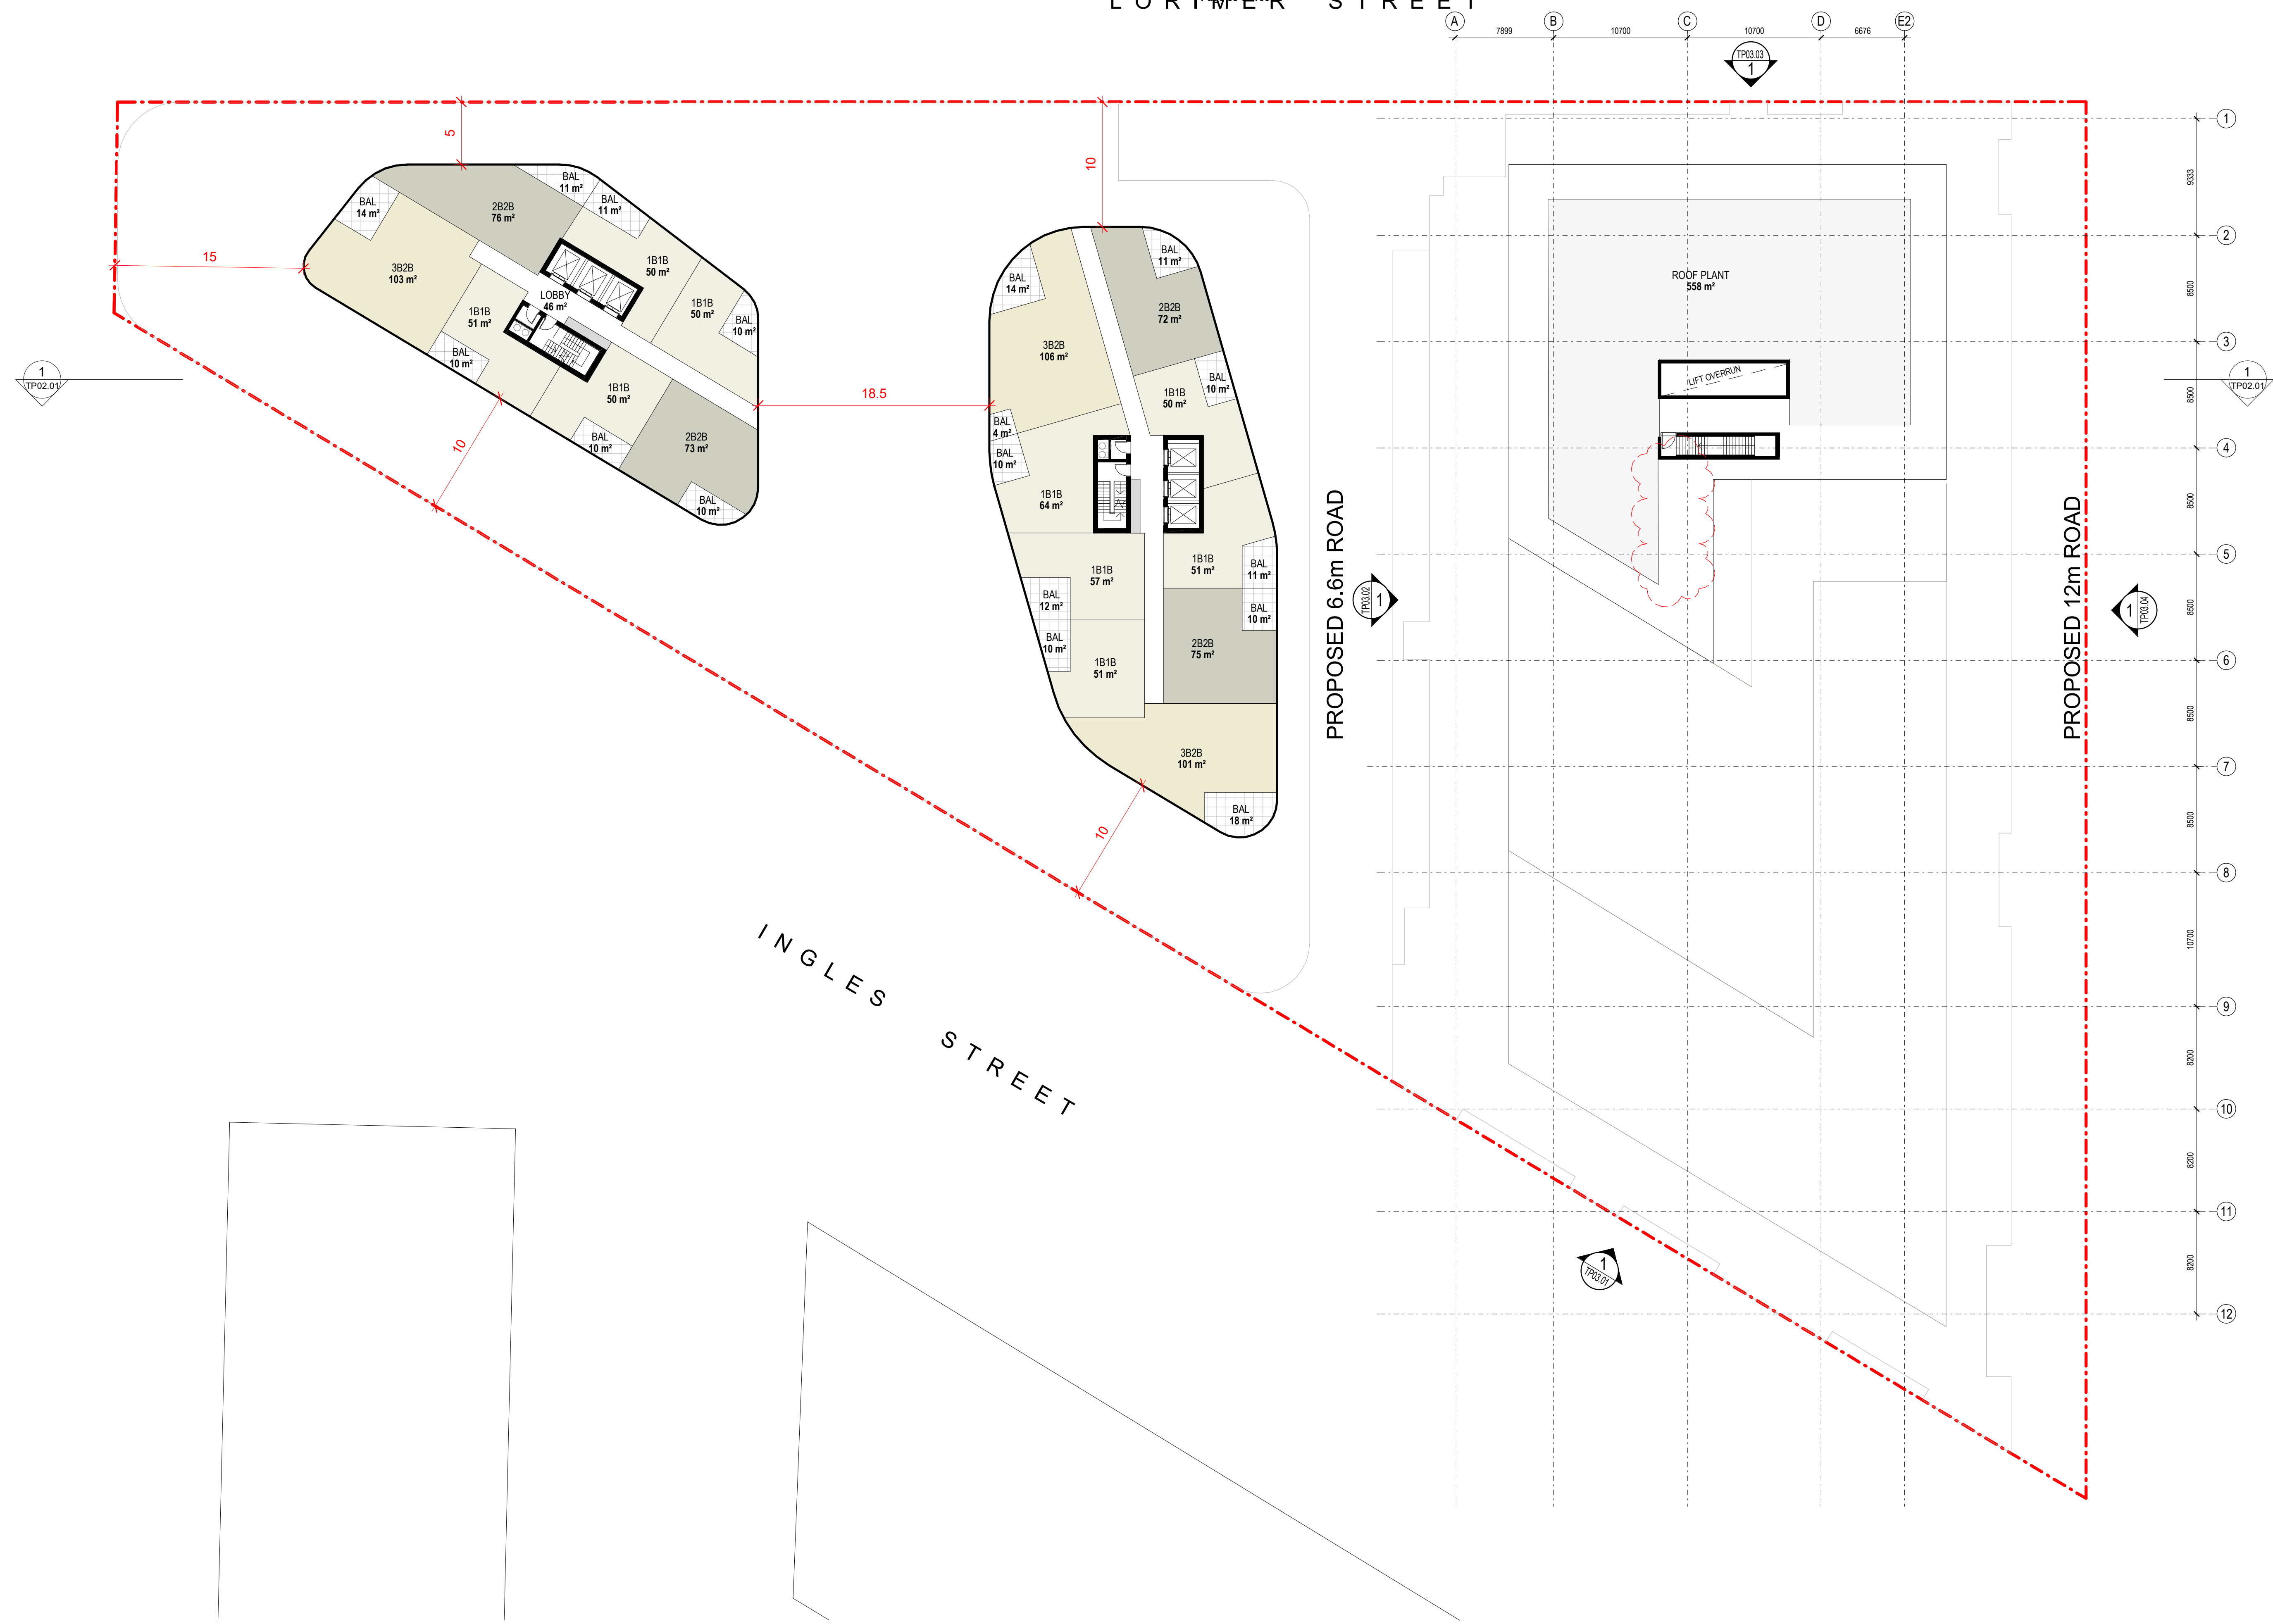 LORIMER STREET
A
B
C
D
E2
7899
10700
10700
6676
TP03.03
1
1
2
3
4
5
6
7
8
9
10
11
12
9333
8500
8500
8500
8500
8500
8500
10700
8200
8200
8200
5
10
15
18.5
10
10
BAL
14 m²
2B2B
76 m²
BAL
11 m²
BAL
11 m²
3B2B
103 m²
1B1B
50 m²
LOBBY
46 m²
1B1B
51 m²
1B1B
50 m²
BAL
10 m²
BAL
10 m²
1B1B
50 m²
BAL
10 m²
2B2B
73 m²
BAL
10 m²
BAL
14 m²
BAL
11 m²
2B2B
72 m²
3B2B
106 m²
BAL
10 m²
1B1B
50 m²
BAL
4 m²
BAL
10 m²
1B1B
64 m²
1B1B
57 m²
1B1B
51 m²
BAL
11 m²
BAL
12 m²
BAL
10 m²
BAL
10 m²
2B2B
75 m²
1B1B
51 m²
3B2B
101 m²
BAL
18 m²
ROOF PLANT
558 m²
LIFT OVERRUN
PROPOSED 6.6m ROAD
PROPOSED 12m ROAD
1
TP02.01
1
TP02.01
TP03.02
1
1
TP03.04
INGLES STREET
1
TP03.01